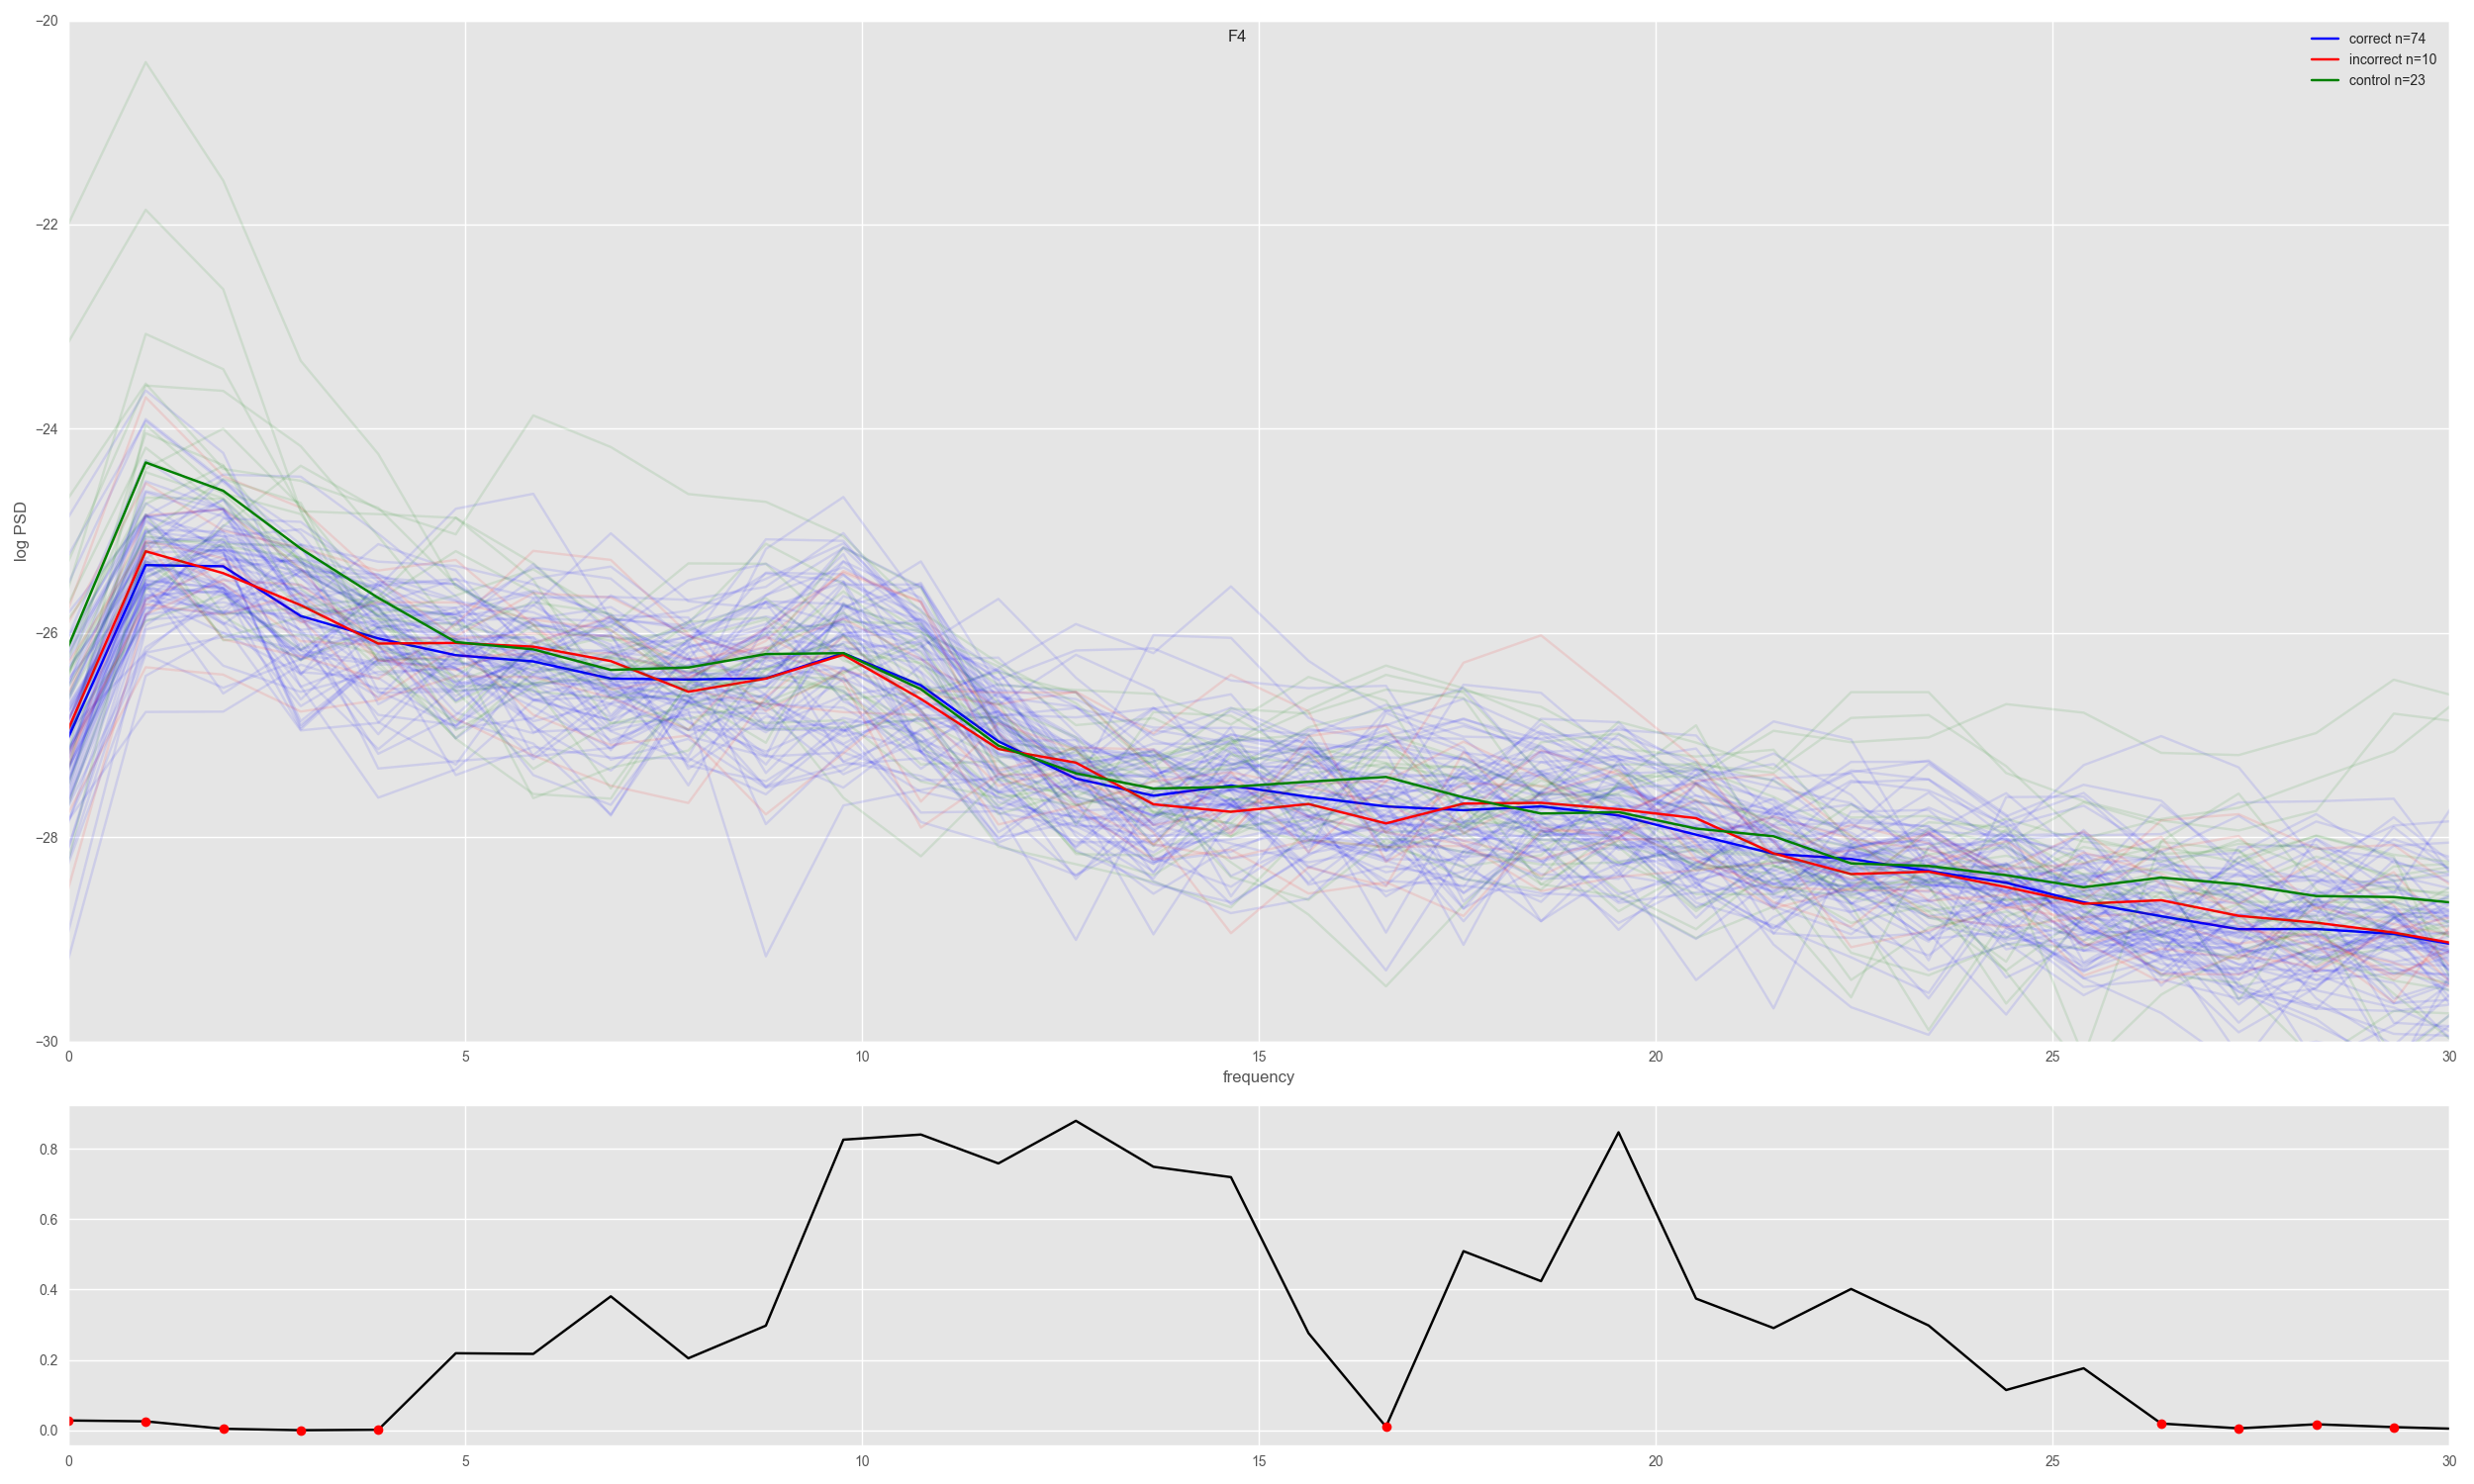 F4
correct n=74
incorrect n=10
control n=23
−20
−22
−24
−26
−28
−30
log PSD
0 5 10 15 20 25 30
frequency
0.8
0.6
0.4
0.2
0.0
0 5 10 15 20 25 30